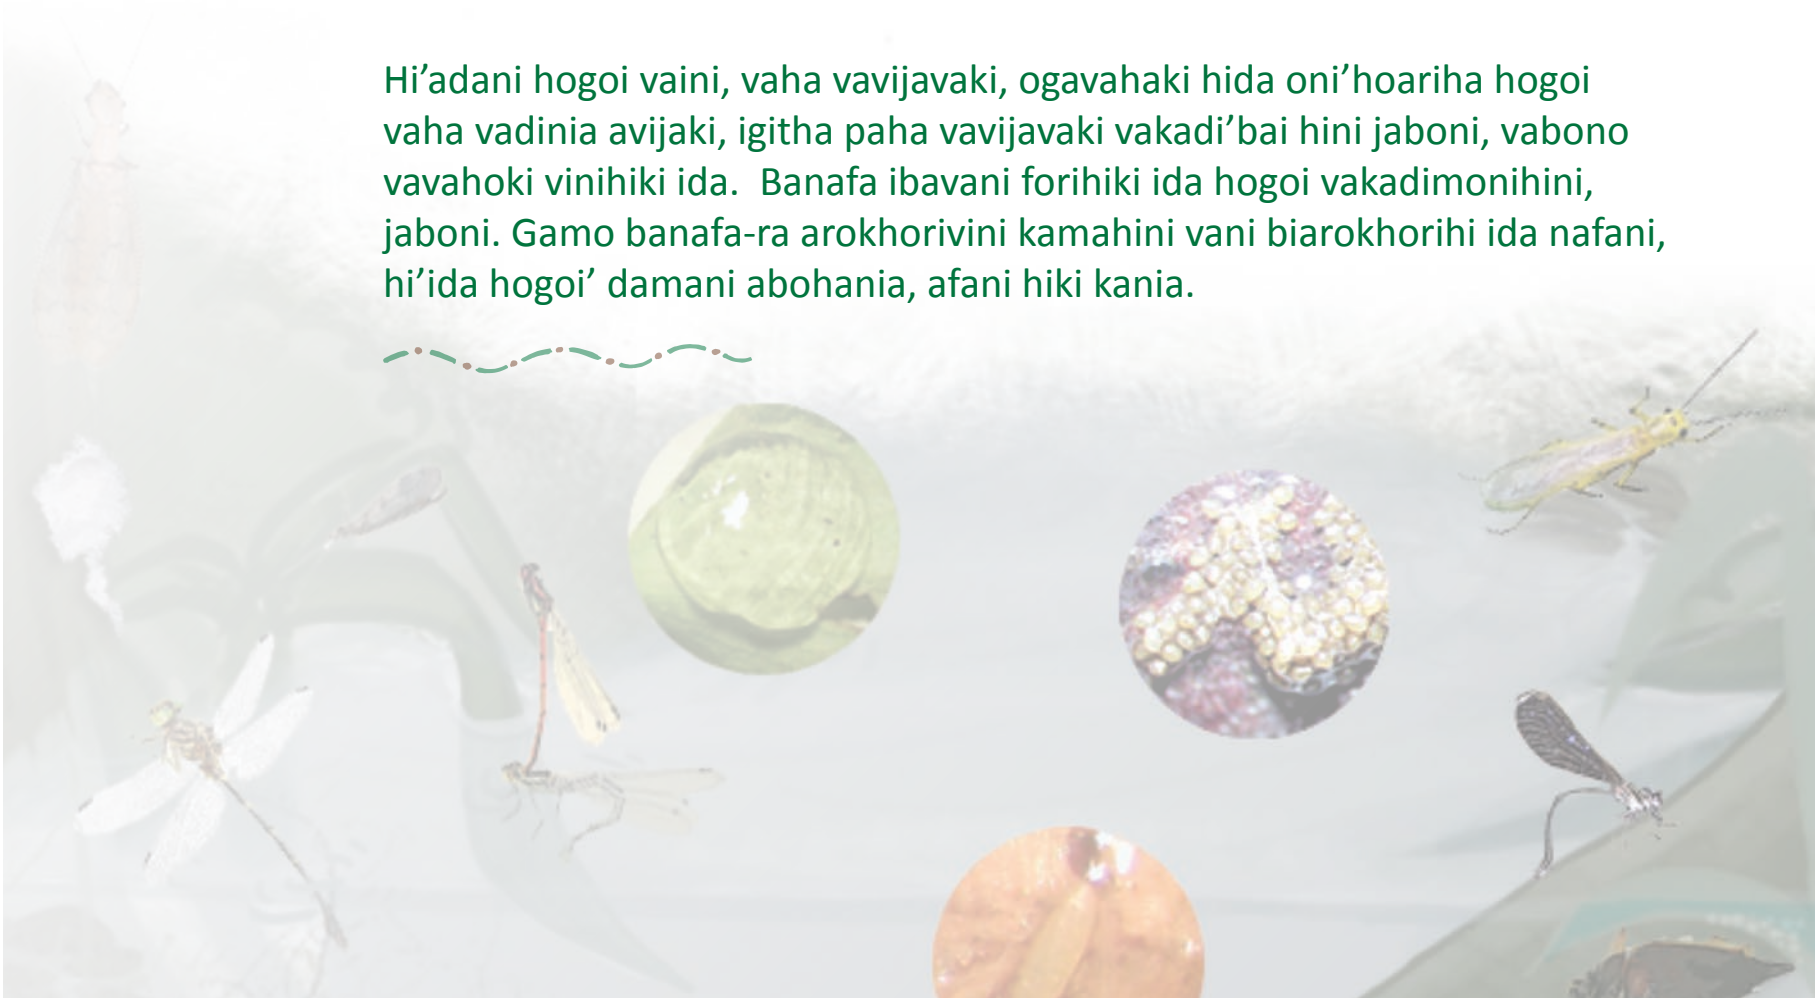 Hi’adani hogoi vaini, vaha vavijavaki, ogavahaki hida oni’hoariha hogoi
vaha vadinia avijaki, igitha paha vavijavaki vakadi’bai hini jaboni, vabono
vavahoki vinihiki ida.  Banafa ibavani forihiki ida hogoi vakadimonihini,
jaboni. Gamo banafa-ra arokhorivini kamahini vani biarokhorihi ida nafani,
hi’ida hogoi’ damani abohania, afani hiki kania.